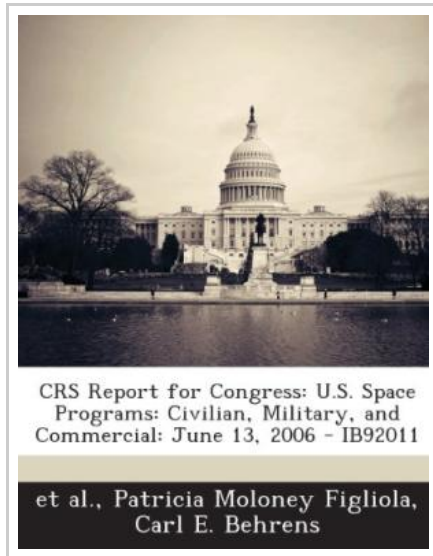 CRS Report for Congress: U.S. Space
Programs: Civilian, Military, and
Commercial: June 13, 2006 - IB92011
et al., Patricia Moloney Figliola,
Carl E. Behrens